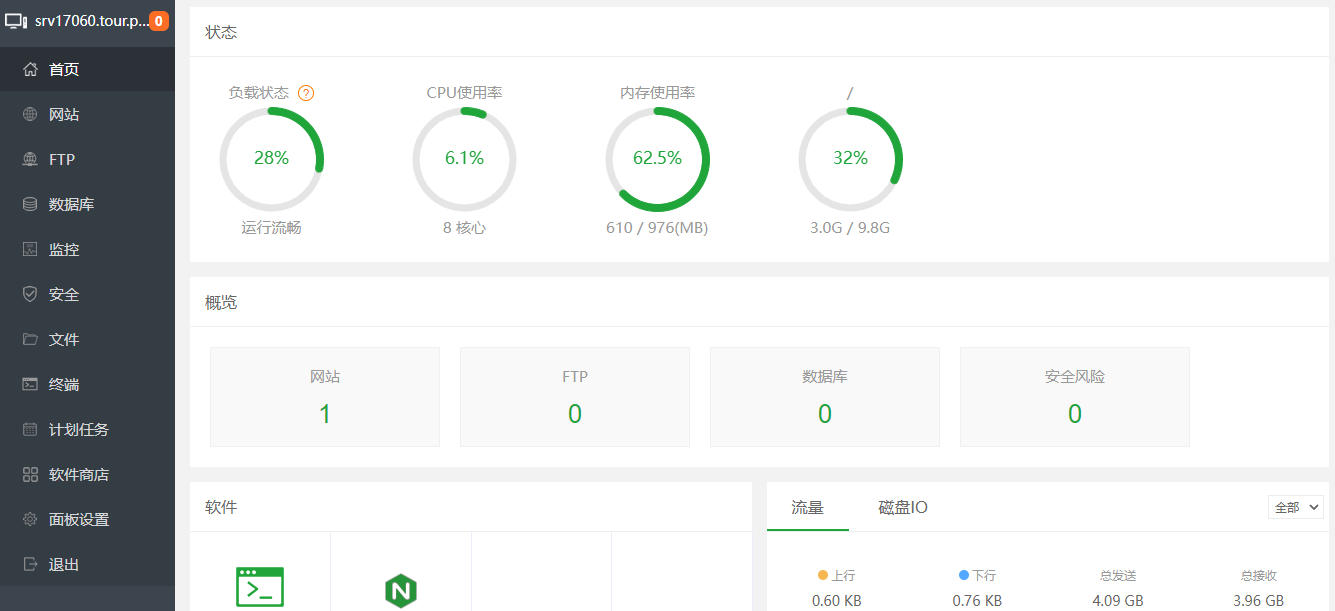 srv17060.tour.p... 0
首页
网站
FTP
数据库
监控
安全
文件
终端
计划任务
软件商店
面板设置
退出
状态
负载状态 ? CPU使用率 内存使用率 /
28% 6.1% 62.5% 32%
运行流畅 8 核心 610 / 976(MB) 3.0G / 9.8G
概览
网站 FTP 数据库 安全风险
1 0 0 0
软件
流量 磁盘IO 全部
上行 下行 总发送 总接收
0.60 KB 0.76 KB 4.09 GB 3.96 GB